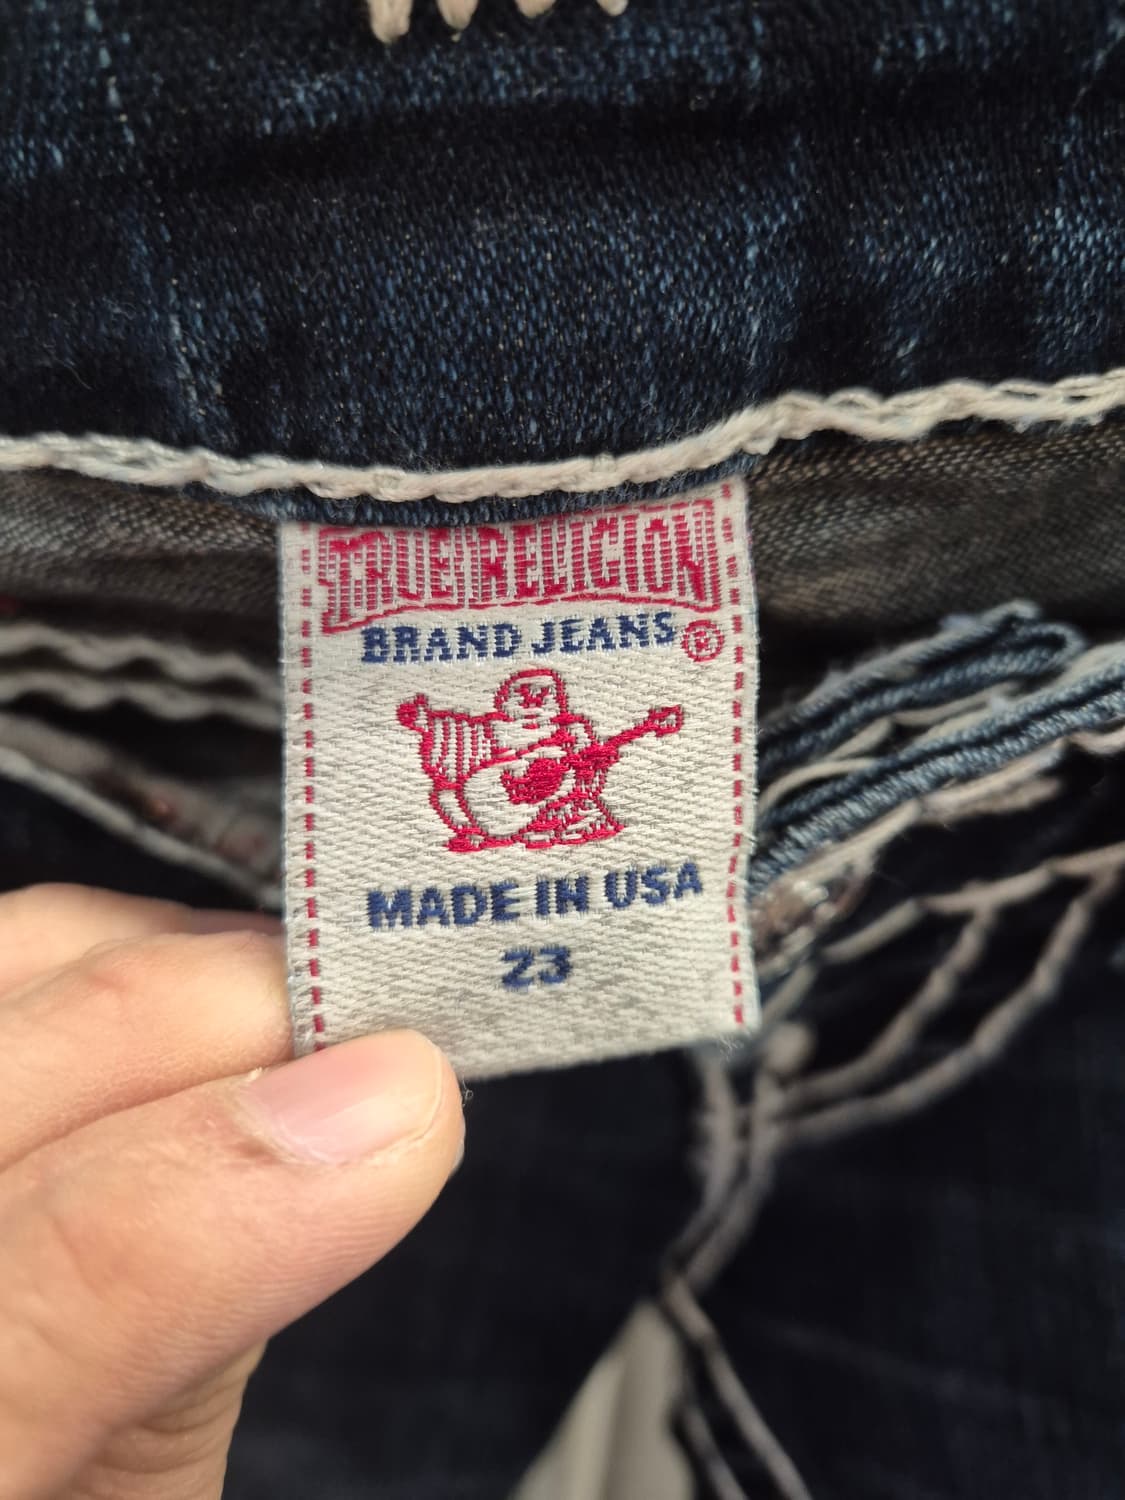 TRUE RELIGION
BRAND JEANS ®
MADE IN USA
23